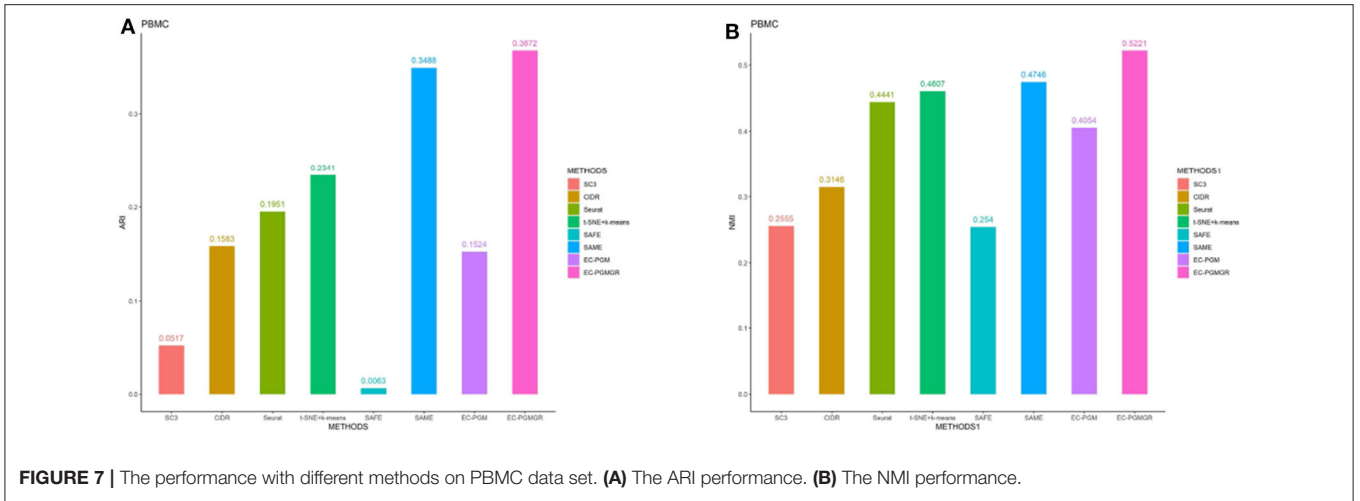 A
PBMC
0.3672
0.3488
0.3
0.2341
METHODS
SC3
CIDR
Seurat
t-SNE+k-means
SAFE
SAME
EC-PGM
EC-PGMGR
ARI
0.2
0.1951
0.1583
0.1524
0.1
0.0517
0.0063
0.0
SC3
CIDR
Seurat
t-SNE+k-means
SAFE
SAME
EC-PGM
EC-PGMGR
METHODS
B
PBMC
0.5221
0.5
0.4746
0.4607
0.4441
0.4054
0.4
METHODS1
SC3
CIDR
Seurat
t-SNE+k-means
SAFE
SAME
EC-PGM
EC-PGMGR
NMI
0.3146
0.3
0.2555
0.254
0.2
0.1
0.0
SC3
CIDR
Seurat
t-SNE+k-means
SAFE
SAME
EC-PGM
EC-PGMGR
METHODS1
FIGURE 7 | The performance with different methods on PBMC data set. (A) The ARI performance. (B) The NMI performance.